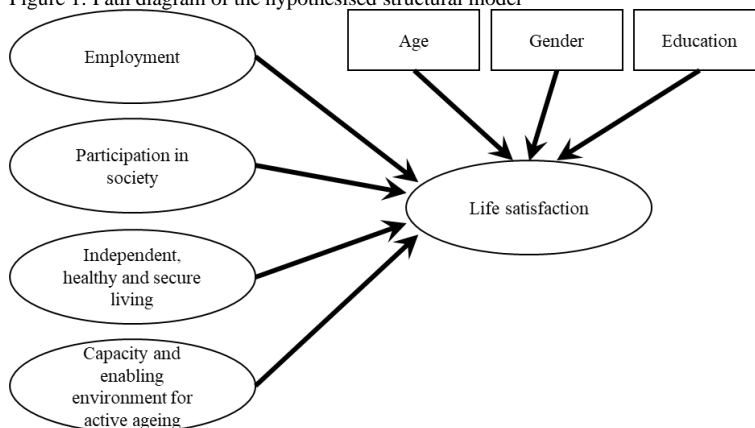 Figure 1. Path diagram of the hypothesised structural model
Employment
Age
Gender
Education
Participation in
society
Life satisfaction
Independent,
healthy and secure
living
Capacity and
enabling
environment for
active ageing